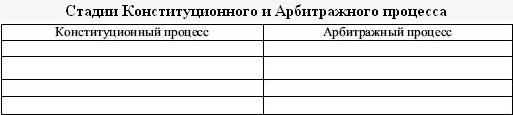 Стадии Конституционного и Арбитражного процесса
Конституционный процесс Арбитражный процесс